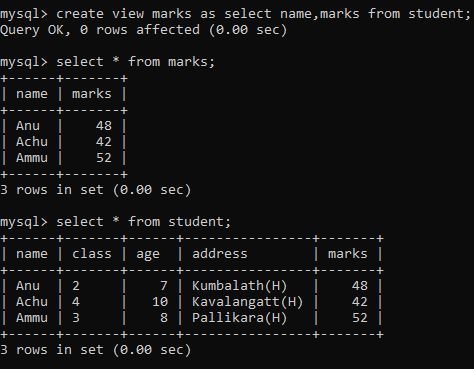 mysql> create view marks as select name,marks from student;
Query OK, 0 rows affected (0.00 sec)

mysql> select * from marks;
+------+-------+
| name | marks |
+------+-------+
| Anu  |    48 |
| Achu |    42 |
| Ammu |    52 |
+------+-------+
3 rows in set (0.00 sec)

mysql> select * from student;
+------+-------+------+----------------+-------+
| name | class | age  | address        | marks |
+------+-------+------+----------------+-------+
| Anu  | 2     |    7 | Kumbalath(H)   |    48 |
| Achu | 4     |   10 | Kavalangatt(H) |    42 |
| Ammu | 3     |    8 | Pallikara(H)   |    52 |
+------+-------+------+----------------+-------+
3 rows in set (0.00 sec)